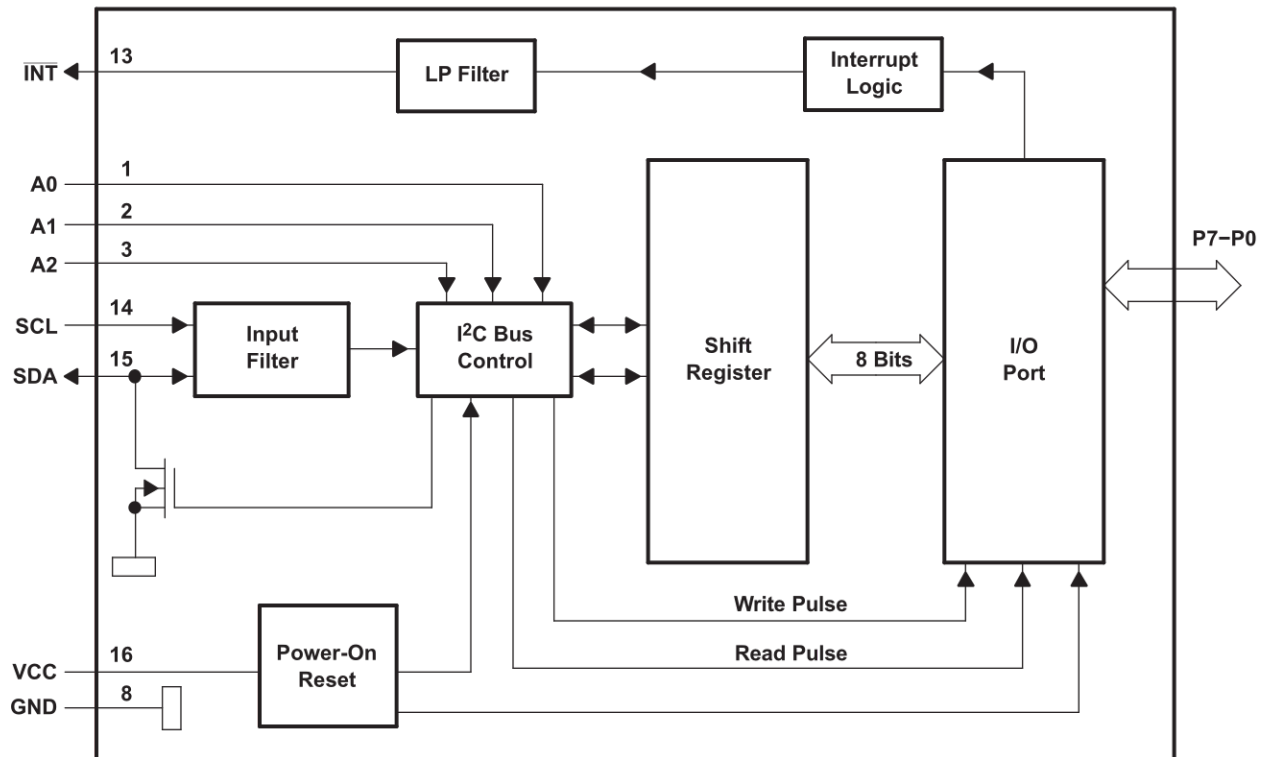 13
INT
LP Filter
Interrupt
Logic
1
A0
2
A1
3
A2
P7−P0
14
SCL
Input
Filter
I²C Bus
Control
Shift
Register
8 Bits
I/O
Port
15
SDA
Write Pulse
Read Pulse
16
VCC
Power-On
Reset
8
GND